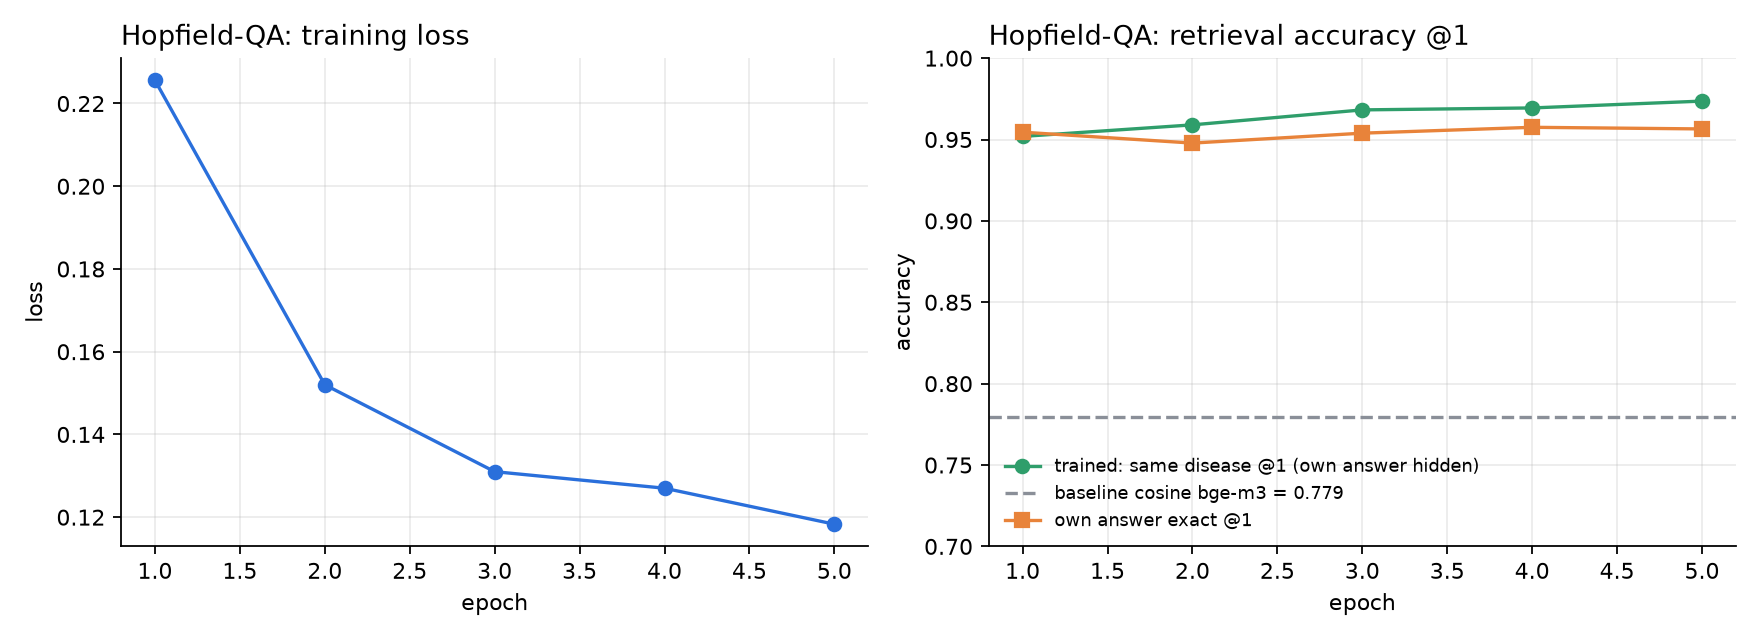 Hopfield-QA: training loss
0.22
0.20
0.18
0.16
0.14
0.12
loss
1.0 1.5 2.0 2.5 3.0 3.5 4.0 4.5 5.0
epoch
Hopfield-QA: retrieval accuracy @1
1.00
0.95
0.90
0.85
0.80
0.75
0.70
accuracy
trained: same disease @1 (own answer hidden)
baseline cosine bge-m3 = 0.779
own answer exact @1
1.0 1.5 2.0 2.5 3.0 3.5 4.0 4.5 5.0
epoch